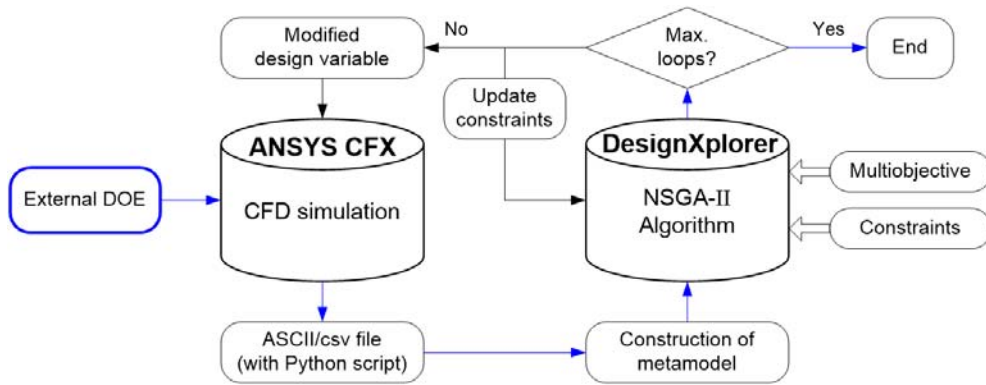 Modified
design variable
No
Max.
loops?
Yes
End
Update
constraints
ANSYS CFX
CFD simulation
DesignXplorer
NSGA-II
Algorithm
External DOE
Multiobjective
Constraints
ASCII/csv file
(with Python script)
Construction of
metamodel